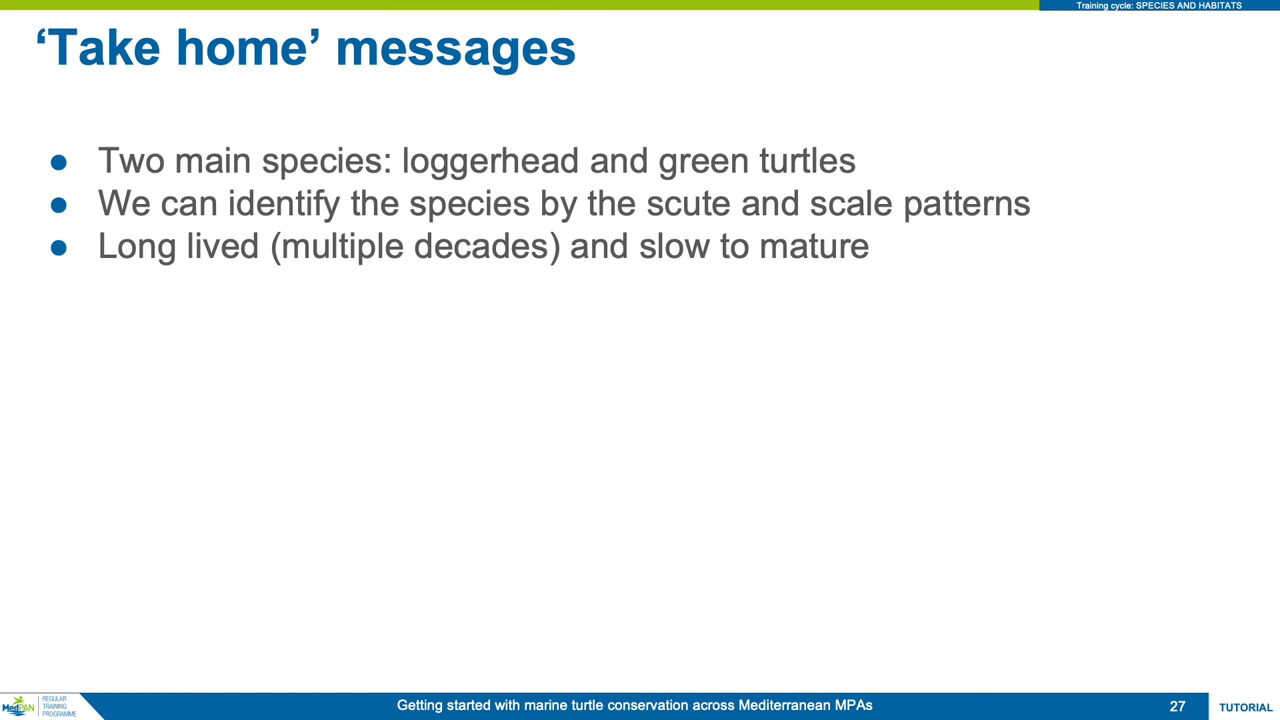 Training cycle: SPECIES AND HABITATS
‘Take home’ messages
● Two main species: loggerhead and green turtles
● We can identify the species by the scute and scale patterns
● Long lived (multiple decades) and slow to mature
MedPAN
REGULAR
TRAINING
PROGRAMME
Getting started with marine turtle conservation across Mediterranean MPAs
27
TUTORIAL